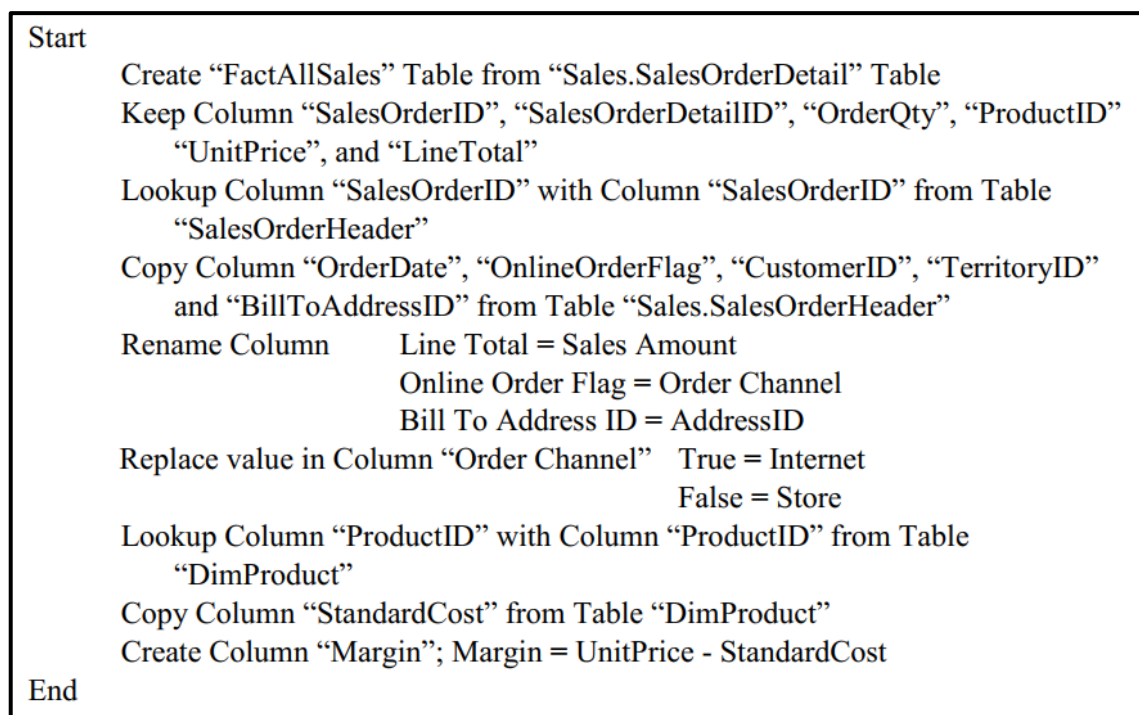 Start
Create “FactAllSales” Table from “Sales.SalesOrderDetail” Table
Keep Column “SalesOrderID”, “SalesOrderDetailID”, “OrderQty”, “ProductID”
“UnitPrice”, and “LineTotal”
Lookup Column “SalesOrderID” with Column “SalesOrderID” from Table
“SalesOrderHeader”
Copy Column “OrderDate”, “OnlineOrderFlag”, “CustomerID”, “TerritoryID”
and “BillToAddressID” from Table “Sales.SalesOrderHeader”
Rename Column Line Total = Sales Amount
Online Order Flag = Order Channel
Bill To Address ID = AddressID
Replace value in Column “Order Channel” True = Internet
False = Store
Lookup Column “ProductID” with Column “ProductID” from Table
“DimProduct”
Copy Column “StandardCost” from Table “DimProduct”
Create Column “Margin”; Margin = UnitPrice - StandardCost
End